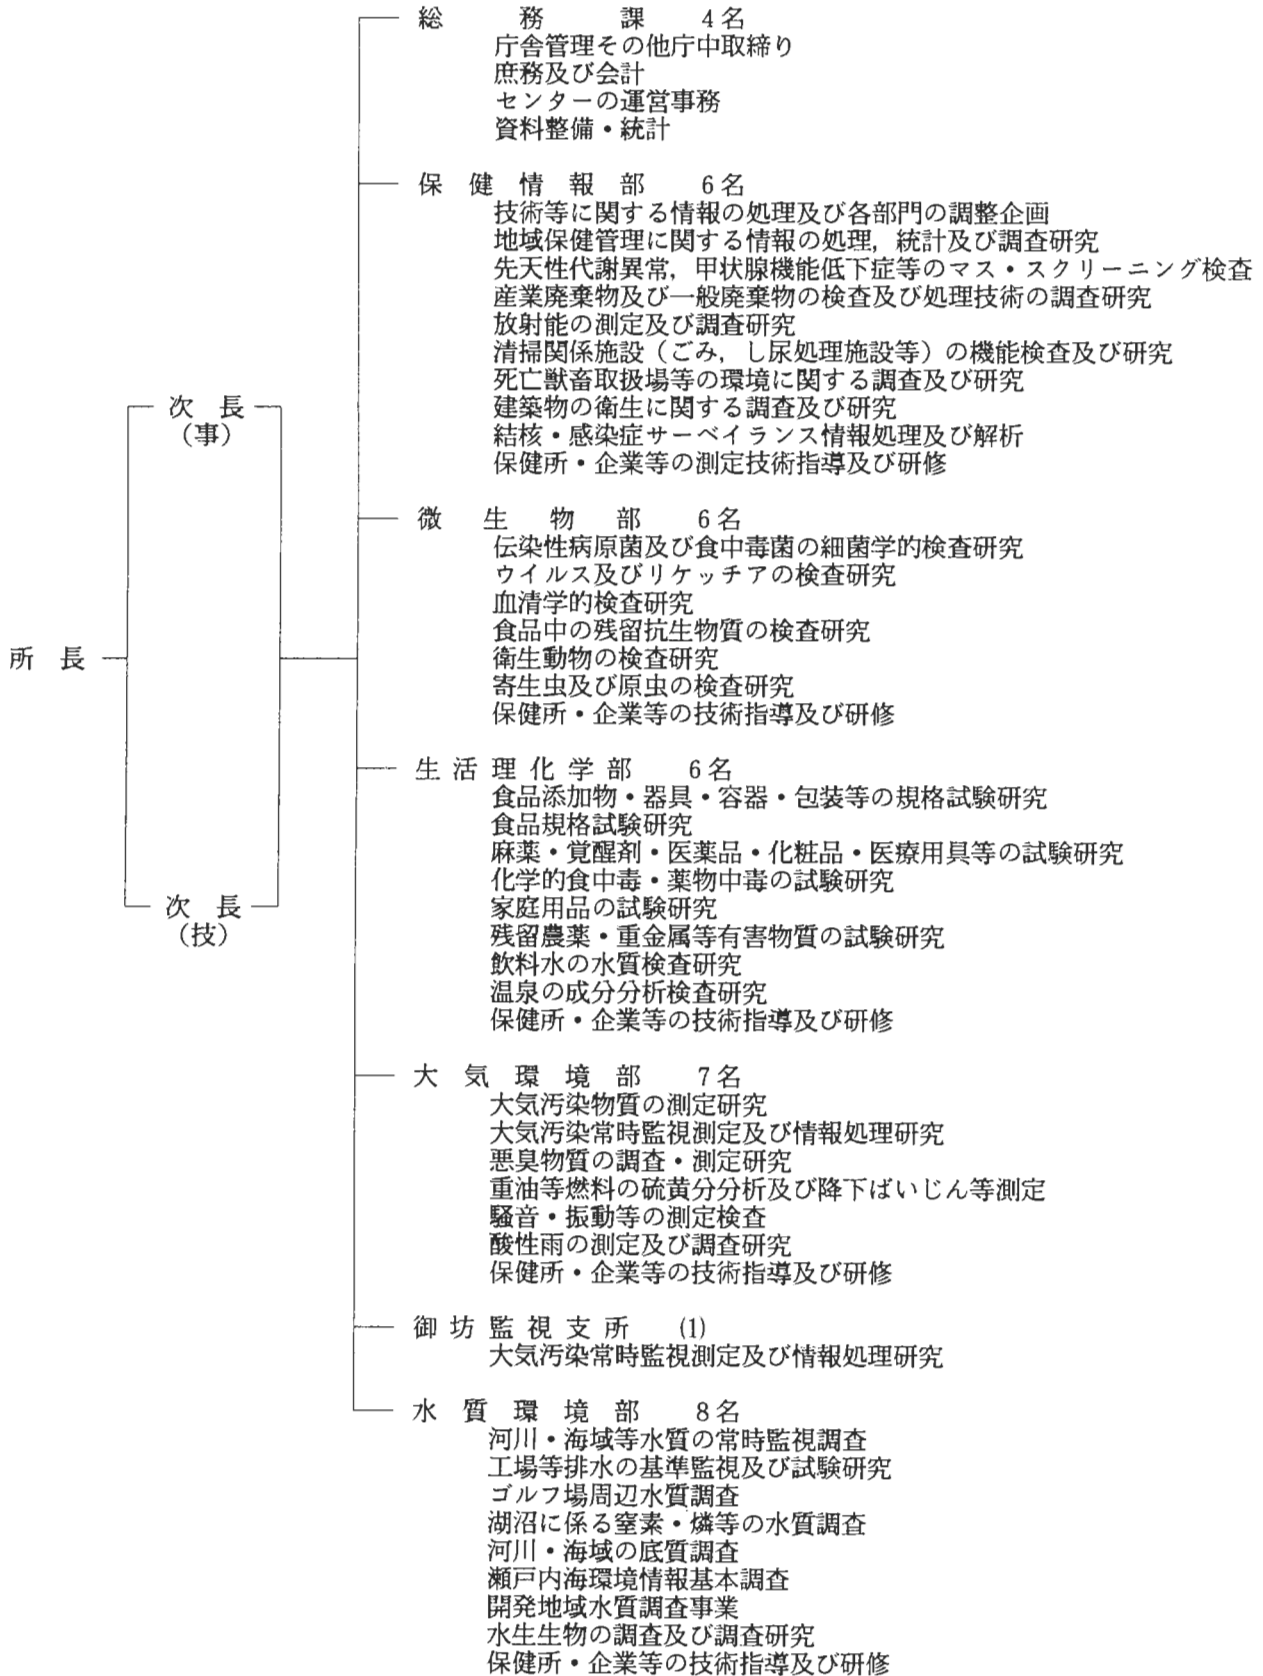 総務課 4名
庁舎管理その他庁中取締り
庶務及び会計
センターの運営事務
資料整備・統計
保健情報部 6名
技術等に関する情報の処理及び各部門の調整企画
地域保健管理に関する情報の処理，統計及び調査研究
先天性代謝異常，甲状腺機能低下症等のマス・スクリーニング検査
産業廃棄物及び一般廃棄物の検査及び処理技術の調査研究
放射能の測定及び調査研究
清掃関係施設（ごみ，し尿処理施設等）の機能検査及び研究
死亡獣畜取扱場等の環境に関する調査及び研究
建築物の衛生に関する調査及び研究
結核・感染症サーベイランス情報処理及び解析
保健所・企業等の測定技術指導及び研修
次長
（事）
微生物部 6名
伝染性病原菌及び食中毒菌の細菌学的検査研究
ウイルス及びリケッチアの検査研究
血清学的検査研究
食品中の残留抗生物質の検査研究
衛生動物の検査研究
寄生虫及び原虫の検査研究
保健所・企業等の技術指導及び研修
所長
生活理化学部 6名
食品添加物・器具・容器・包装等の規格試験研究
食品規格試験研究
麻薬・覚醒剤・医薬品・化粧品・医療用具等の試験研究
化学的食中毒・薬物中毒の試験研究
家庭用品の試験研究
残留農薬・重金属等有害物質の試験研究
飲料水の水質検査研究
温泉の成分分析検査研究
保健所・企業等の技術指導及び研修
次長
（技）
大気環境部 7名
大気汚染物質の測定研究
大気汚染常時監視測定及び情報処理研究
悪臭物質の調査・測定研究
重油等燃料の硫黄分分析及び降下ばいじん等測定
騒音・振動等の測定検査
酸性雨の測定及び調査研究
保健所・企業等の技術指導及び研修
御坊監視支所 (1)
大気汚染常時監視測定及び情報処理研究
水質環境部 8名
河川・海域等水質の常時監視調査
工場等排水の基準監視及び試験研究
ゴルフ場周辺水質調査
湖沼に係る窒素・燐等の水質調査
河川・海域の底質調査
瀬戸内海環境情報基本調査
開発地域水質調査事業
水生生物の調査及び調査研究
保健所・企業等の技術指導及び研修